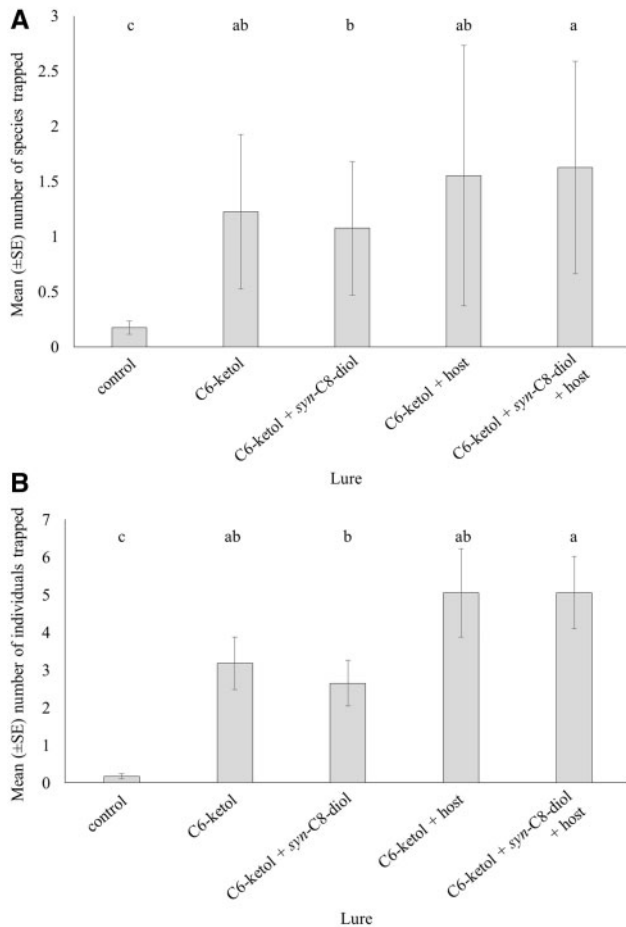 A
Mean (±SE) number of species trapped
3
2.5
2
1.5
1
0.5
0
c
ab
b
ab
a
control
C6-ketol
C6-ketol + syn-C8-diol
C6-ketol + host
C6-ketol + syn-C8-diol
+ host
Lure
B
Mean (±SE) number of individuals trapped
7
6
5
4
3
2
1
0
c
ab
b
ab
a
control
C6-ketol
C6-ketol + syn-C8-diol
C6-ketol + host
C6-ketol + syn-C8-diol
+ host
Lure